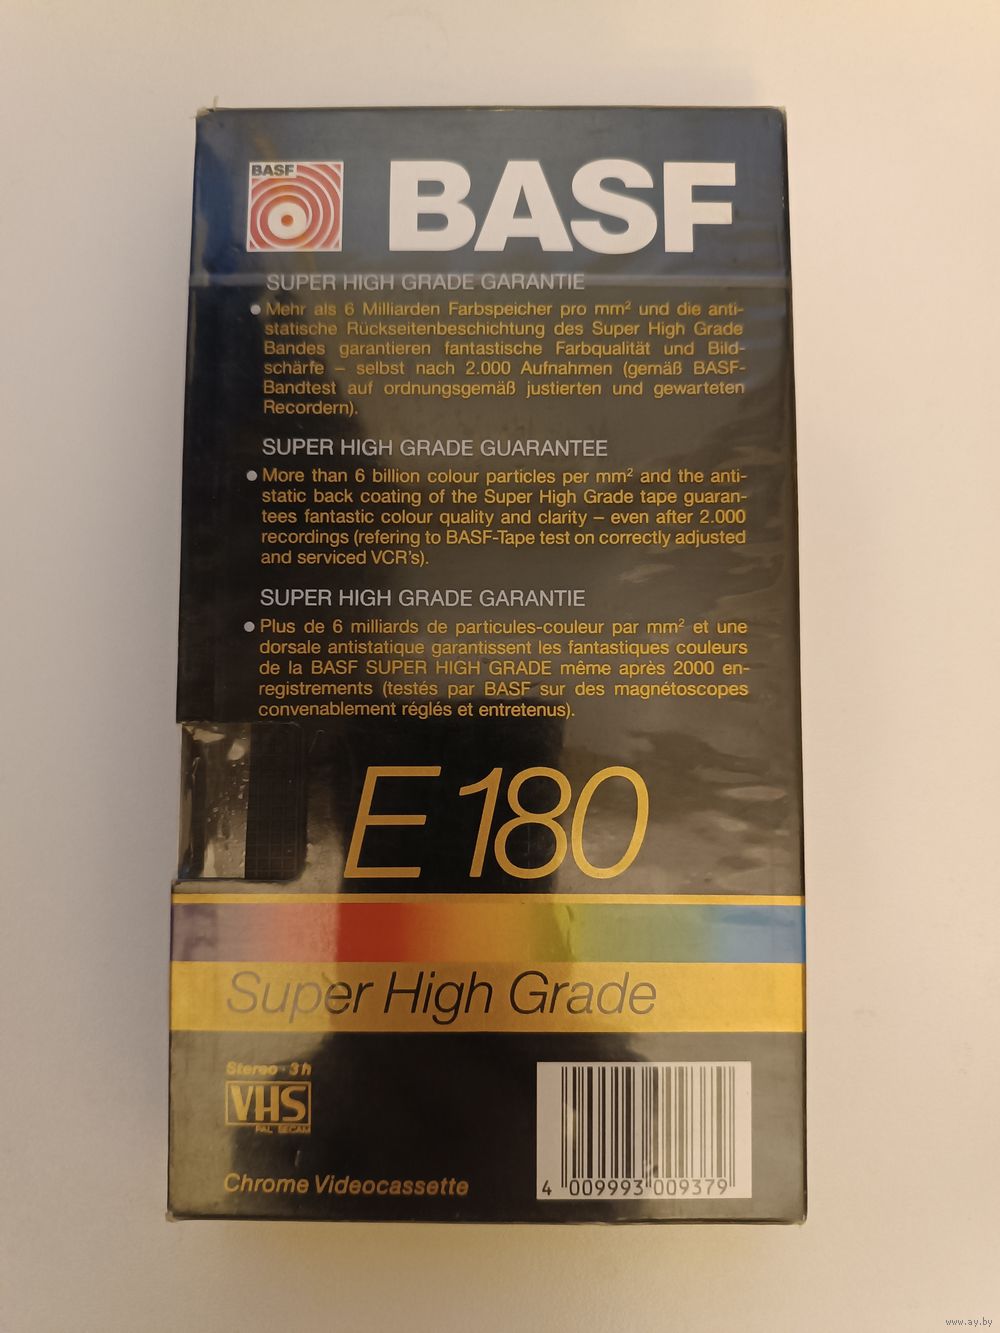 BASF
BASF
SUPER HIGH GRADE GARANTIE
● Mehr als 6 Milliarden Farbspeicher pro mm² und die anti-
statische Rückseitenbeschichtung des Super High Grade
Bandes garantieren fantastische Farbqualität und Bild-
schärfe – selbst nach 2.000 Aufnahmen (gemäß BASF-
Bandtest auf ordnungsgemäß justierten und gewarteten
Recordern).
SUPER HIGH GRADE GUARANTEE
● More than 6 billion colour particles per mm² and the anti-
static back coating of the Super High Grade tape guaran-
tees fantastic colour quality and clarity – even after 2.000
recordings (refering to BASF-Tape test on correctly adjusted
and serviced VCR's).
SUPER HIGH GRADE GARANTIE
● Plus de 6 milliards de particules-couleur par mm² et une
dorsale antistatique garantissent les fantastiques couleurs
de la BASF SUPER HIGH GRADE même après 2000 en-
registrements (testés par BASF sur des magnétoscopes
convenablement réglés et entretenus).
E 180
Super High Grade
Stereo · 3 h
VHS
PAL SECAM
Chrome Videocassette
4 009993 009379
www.ay.by